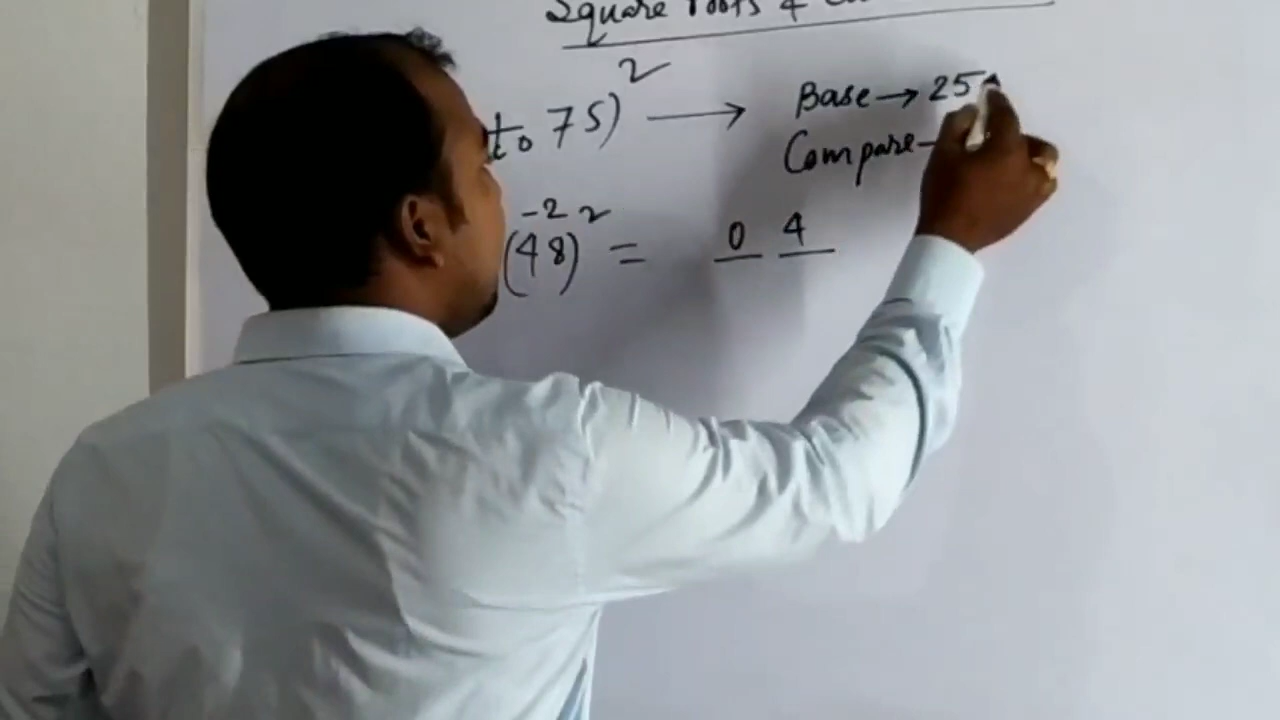 Square roots &
2
to 75) → Base → 25
Compare -
-2 2
(48) = 0 4